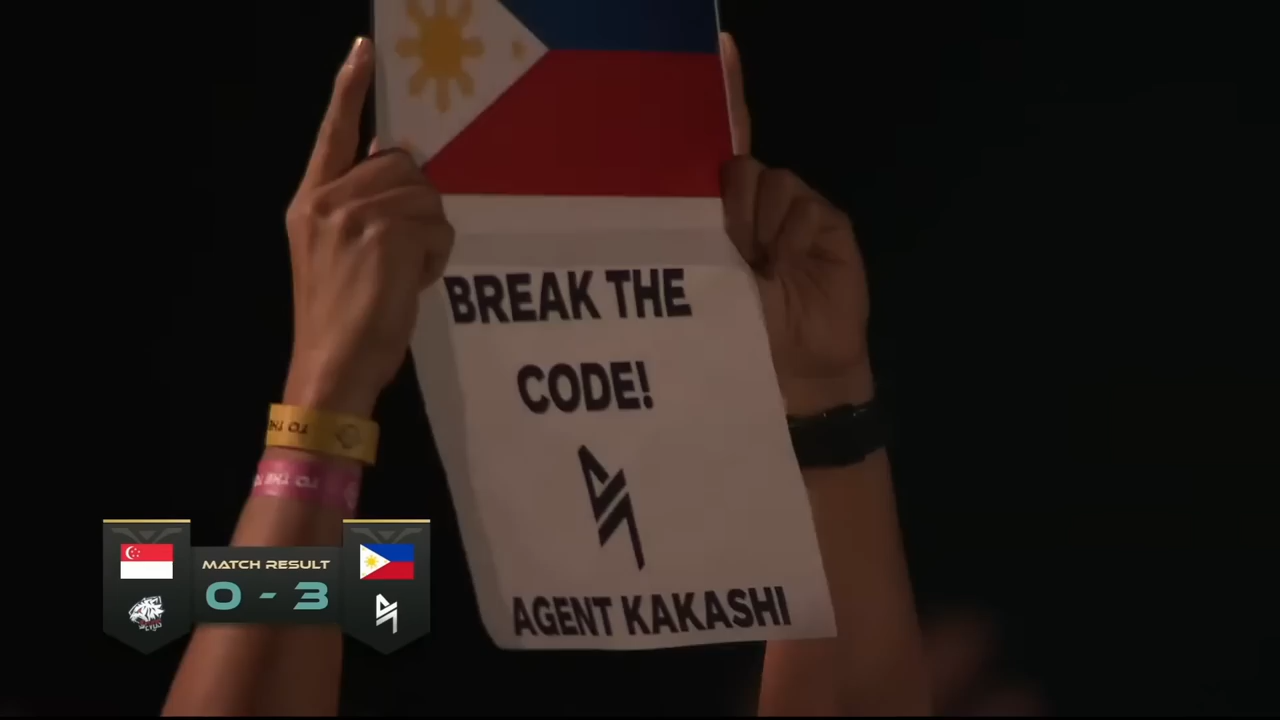 BREAK THE
CODE!
AGENT KAKASHI
MATCH RESULT
0 - 3